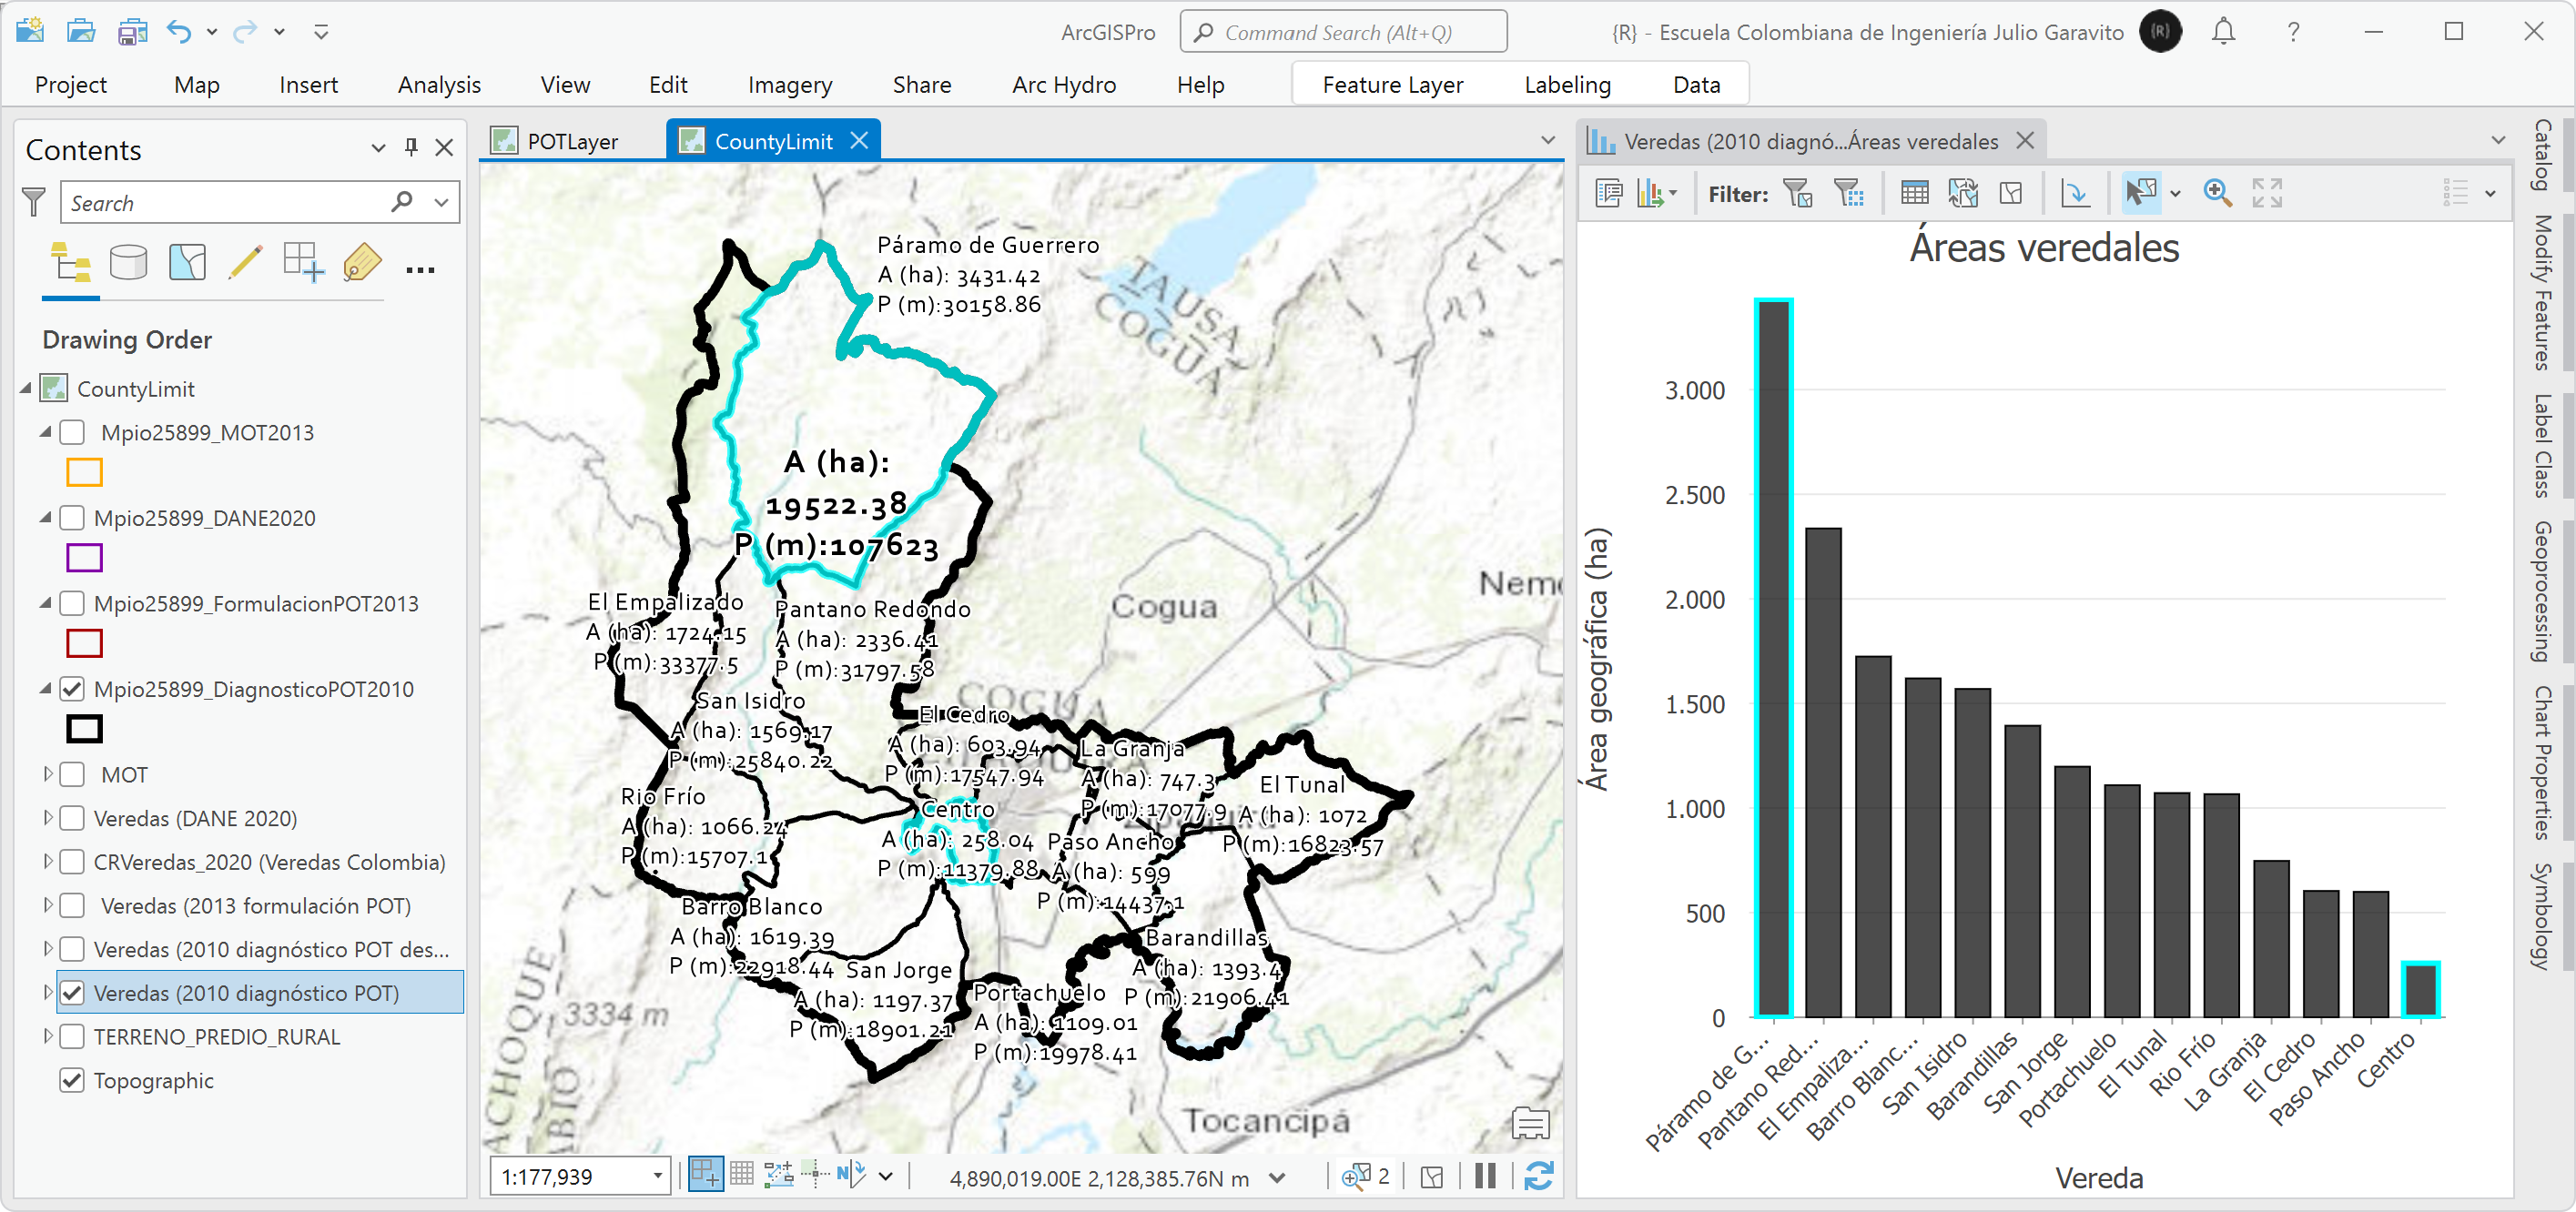 ArcGISPro
Command Search (Alt+Q)
{R} - Escuela Colombiana de Ingeniería Julio Garavito
{R}
?
Project
Map
Insert
Analysis
View
Edit
Imagery
Share
Arc Hydro
Help
Feature Layer
Labeling
Data
Contents
Search
Drawing Order
CountyLimit
Mpio25899_MOT2013
Mpio25899_DANE2020
Mpio25899_FormulacionPOT2013
Mpio25899_DiagnosticoPOT2010
MOT
Veredas (DANE 2020)
CRVeredas_2020 (Veredas Colombia)
Veredas (2013 formulación POT)
Veredas (2010 diagnóstico POT des...
Veredas (2010 diagnóstico POT)
TERRENO_PREDIO_RURAL
Topographic
POTLayer
CountyLimit
Páramo de Guerrero
A (ha): 3431.42
P (m):30158.86
TAUSA
COGUA
A (ha):
19522.38
P (m):107623
El Empalizado
A (ha): 1724.15
P (m):33377.5
Pantano Redondo
A (ha): 2336.41
P (m):31797.58
Cogua
San Isidro
A (ha): 1569.17
P (m):25840.22
COGUA
El Cedro
A (ha): 603.94
P (m):17547.94
La Granja
A (ha): 747.3
P (m):17077.9
El Tunal
A (ha): 1072
P (m):16823.57
Rio Frío
A (ha): 1066.24
P (m):15707.1
Centro
A (ha): 258.04
P (m):11379.88
Paso Ancho
A (ha): 599
P (m):14437.1
Barro Blanco
A (ha): 1619.39
P (m):22918.44
San Jorge
A (ha): 1197.37
P (m):18901.21
Portachuelo
A (ha): 1109.01
P (m):19978.41
Barandillas
A (ha): 1393.4
P (m):21906.41
3334 m
Tocancipá
1:177,939
4,890,019.00E 2,128,385.76N m
2
Veredas (2010 diagnó...Áreas veredales
Filter:
Áreas veredales
Área geográfica (ha)
3.000
2.500
2.000
1.500
1.000
500
0
Páramo de G...
Pantano Red...
El Empaliza...
Barro Blanc...
San Isidro
Barandillas
San Jorge
Portachuelo
El Tunal
Rio Frío
La Granja
El Cedro
Paso Ancho
Centro
Vereda
Catalog
Modify Features
Label Class
Geoprocessing
Chart Properties
Symbology